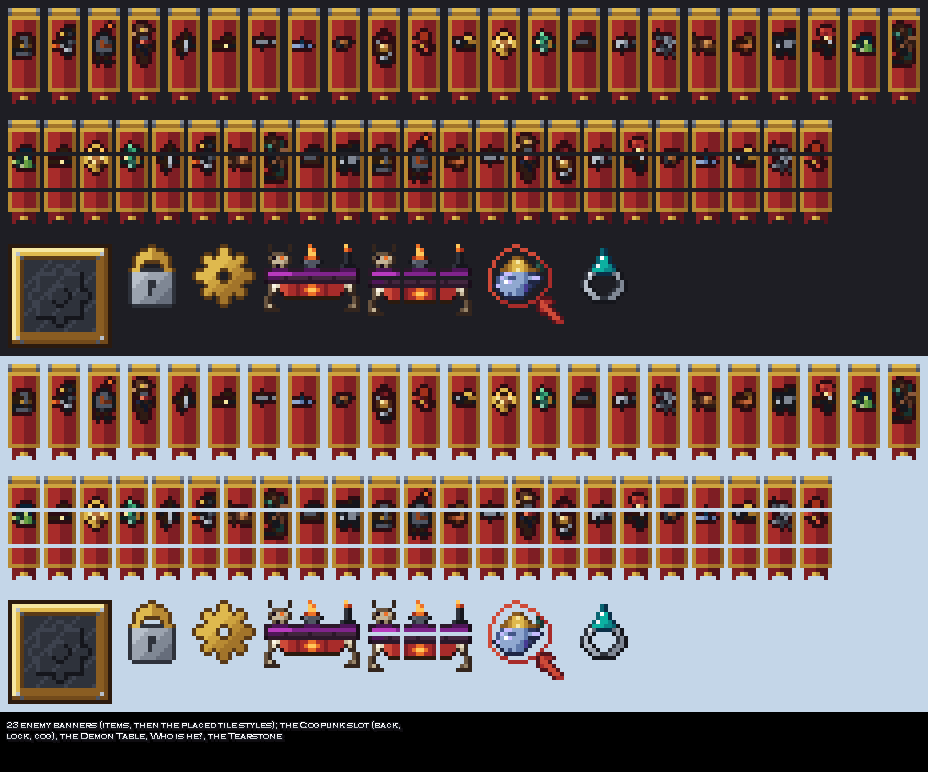 23 enemy banners (items, then the placed tile styles); the Cogpunk slot (back,
lock, cog), the Demon Table, Who is he?, the Tearstone